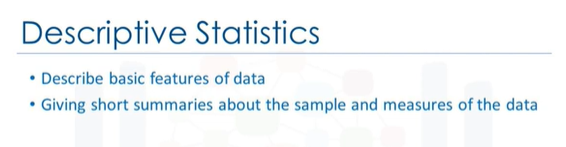 Descriptive Statistics
• Describe basic features of data
• Giving short summaries about the sample and measures of the data